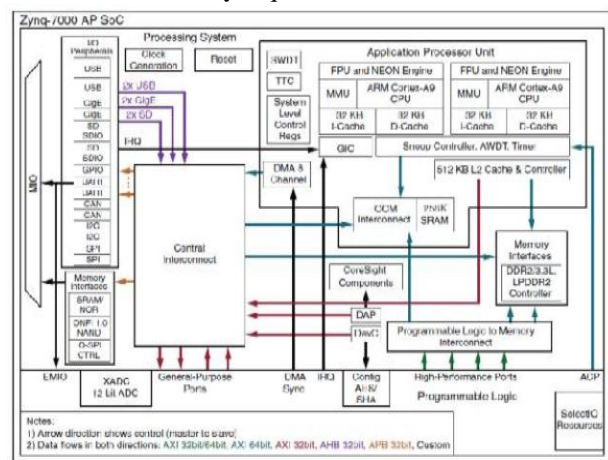 Zynq-7000 AP SoC
I/O
Peripherals
USB
USB
GigE
GigE
SD
SDIO
SD
SDIO
GPIO
UART
UART
CAN
CAN
I2C
I2C
SPI
SPI
Memory
Interfaces
SRAM/
NOR
ONFI 1.0
NAND
Q-SPI
CTRL
MIO
EMIO
Processing System
Clock
Generation
Reset
2x USB
2x GigE
2x SD
IRQ
Central
Interconnect
SWDT
TTC
System
Level
Control
Regs
DMA 8
Channel
Application Processor Unit
FPU and NEON Engine
MMU
ARM Cortex-A9
CPU
32 KB
I-Cache
32 KB
D-Cache
FPU and NEON Engine
MMU
ARM Cortex-A9
CPU
32 KB
I-Cache
32 KB
D-Cache
GIC
Snoop Controller, AWDT, Timer
512 KB L2 Cache & Controller
OCM
Interconnect
256K
SRAM
CoreSight
Components
DAP
DevC
Memory
Interfaces
DDR2/3,3L,
LPDDR2
Controller
Programmable Logic to Memory
Interconnect
XADC
12 Bit ADC
General-Purpose
Ports
DMA
Sync
IRQ
Config
AES/
SHA
High-Performance Ports
Programmable Logic
ACP
SelectIO
Resources
Notes:
1) Arrow direction shows control (master to slave)
2) Data flows in both directions: AXI 32bit/64bit, AXI 64bit, AXI 32bit, AHB 32bit, APB 32bit, Custom